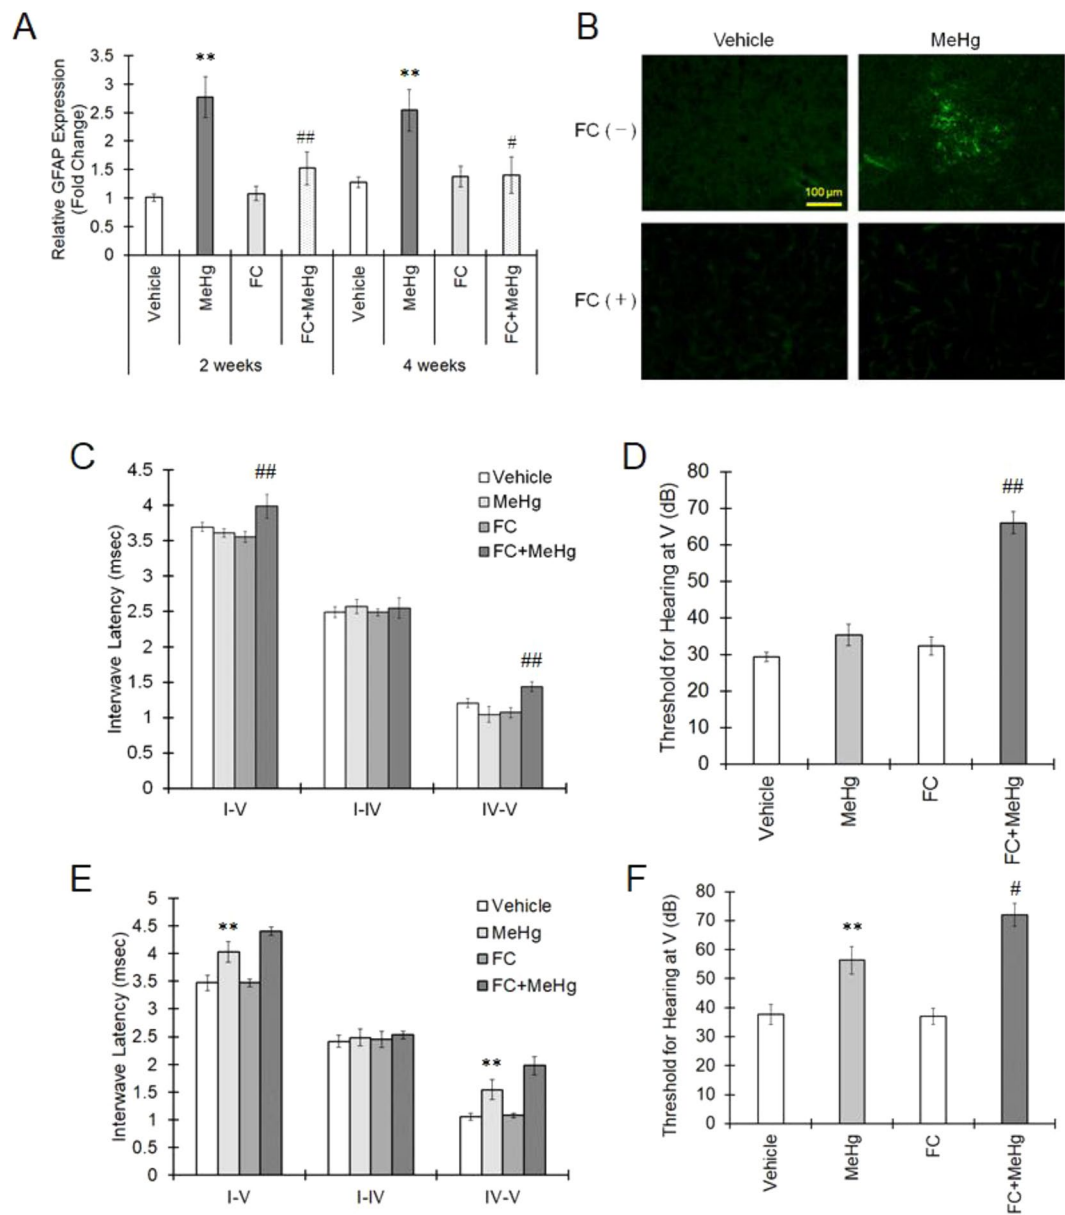 A
Relative GFAP Expression
(Fold Change)
3.5
3
2.5
2
1.5
1
0.5
0
**
##
**
#
Vehicle
MeHg
FC
FC+MeHg
Vehicle
MeHg
FC
FC+MeHg
2 weeks
4 weeks
B
Vehicle
MeHg
FC (−)
FC (+)
100 µm
C
Interwave Latency (msec)
4.5
4
3.5
3
2.5
2
1.5
1
0.5
0
##
##
Vehicle
MeHg
FC
FC+MeHg
I-V
I-IV
IV-V
D
Threshold for Hearing at V (dB)
80
70
60
50
40
30
20
10
0
##
Vehicle
MeHg
FC
FC+MeHg
E
Interwave Latency (msec)
5
4.5
4
3.5
3
2.5
2
1.5
1
0.5
0
**
**
Vehicle
MeHg
FC
FC+MeHg
I-V
I-IV
IV-V
F
Threshold for Hearing at V (dB)
80
70
60
50
40
30
20
10
0
**
#
Vehicle
MeHg
FC
FC+MeHg